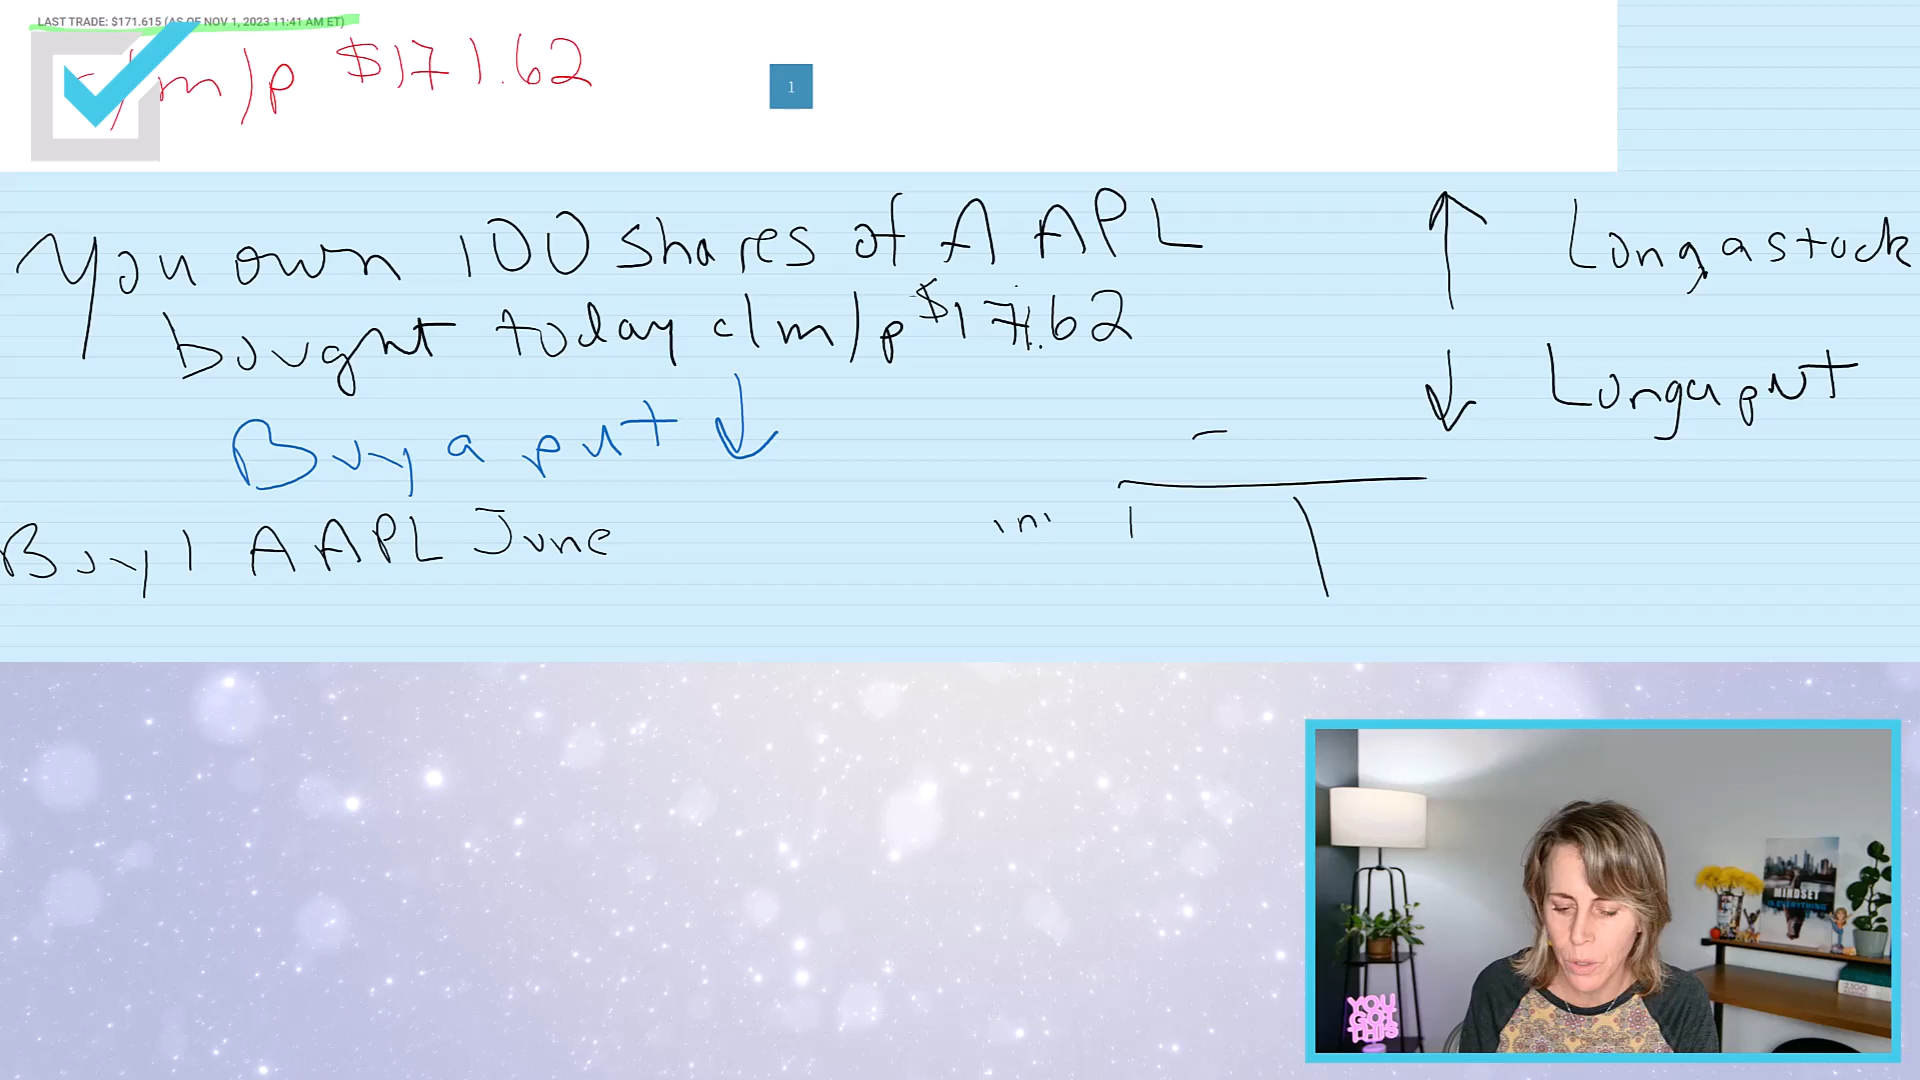 LAST TRADE: $171.615 (AS OF NOV 1, 2023 11:41 AM ET)
c/m/p $171.62
1
You own 100 shares of AAPL
bought today c/m/p $171.62
↑ Long a stock
↓ Long a put
Buy a put ↓
Buy 1 AAPL June
MINDSET
IS EVERYTHING
YOU
GOT
THIS